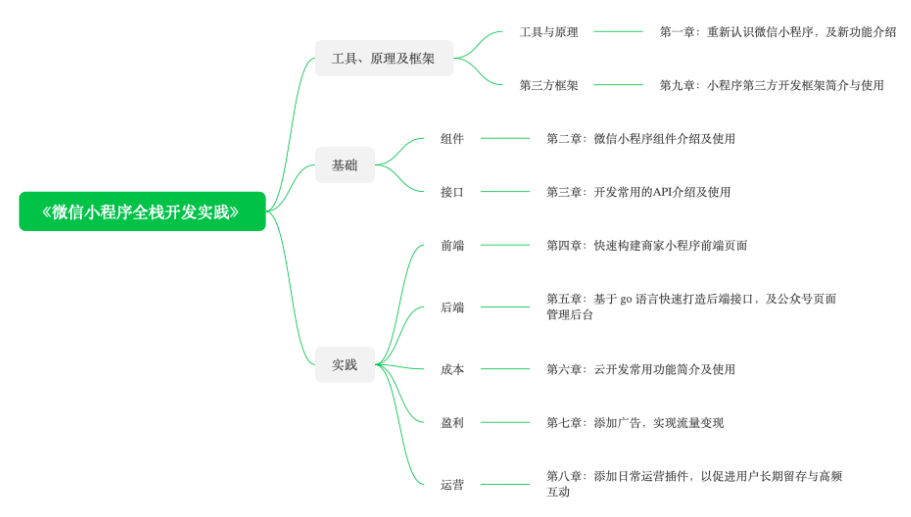 《微信小程序全栈开发实践》
工具、原理及框架
工具与原理
第一章：重新认识微信小程序，及新功能介绍
第三方框架
第九章：小程序第三方开发框架简介与使用
基础
组件
第二章：微信小程序组件介绍及使用
接口
第三章：开发常用的API介绍及使用
实践
前端
第四章：快速构建商家小程序前端页面
后端
第五章：基于 go 语言快速打造后端接口，及公众号页面
管理后台
成本
第六章：云开发常用功能简介及使用
盈利
第七章：添加广告，实现流量变现
运营
第八章：添加日常运营插件，以促进用户长期留存与高频
互动